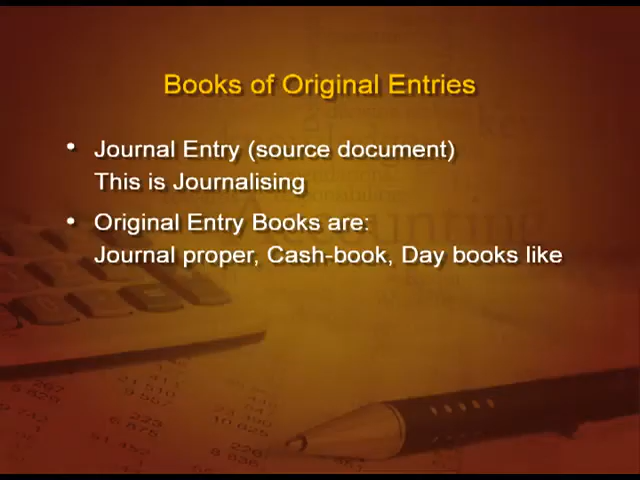 Books of Original Entries
• Journal Entry (source document)
This is Journalising
• Original Entry Books are:
Journal proper, Cash-book, Day books like
Accounting